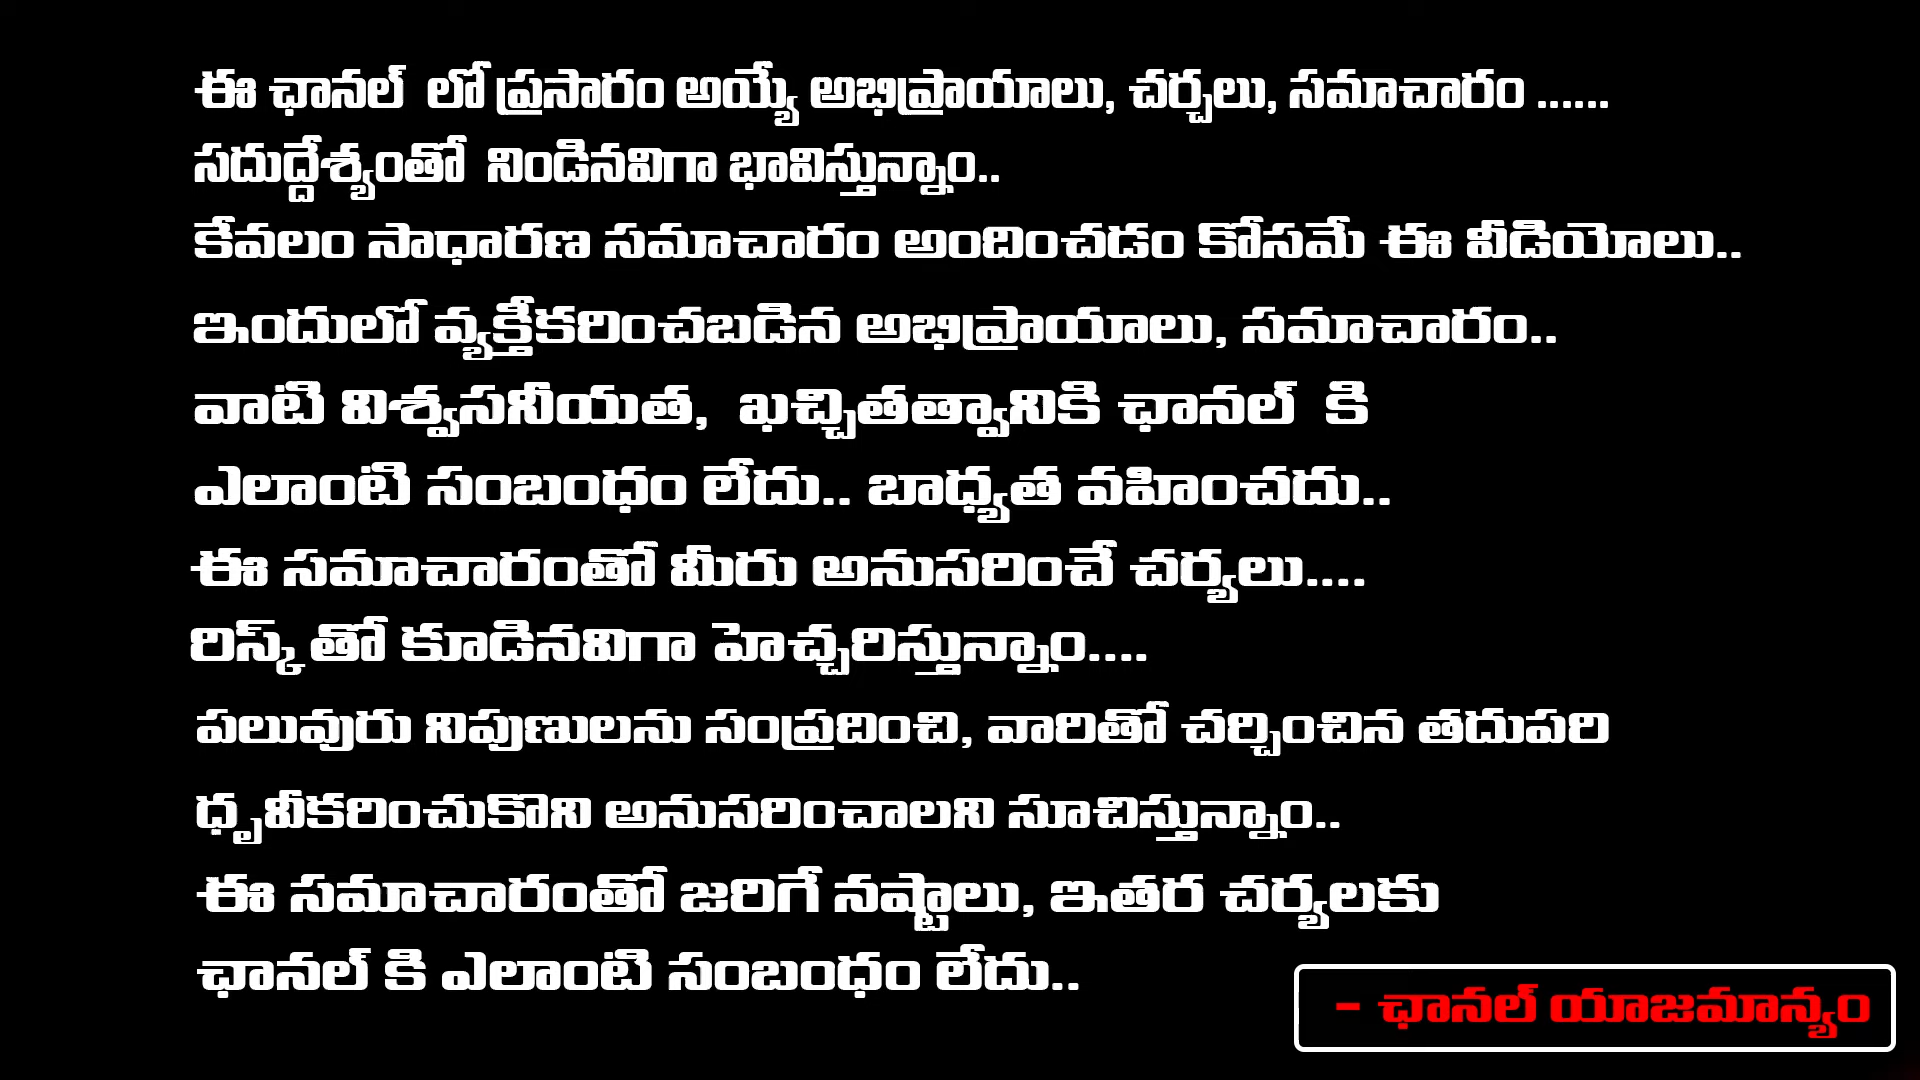 ఈ ఛానల్ లో ప్రసారం అయ్యే అభిప్రాయాలు, చర్చలు, సమాచారం ......
సదుద్దేశ్యంతో నిండినవిగా భావిస్తున్నాం..
కేవలం సాధారణ సమాచారం అందించడం కోసమే ఈ వీడియోలు..
ఇందులో వ్యక్తీకరించబడిన అభిప్రాయాలు, సమాచారం..
వాటి విశ్వసనీయత, ఖచ్చితత్వానికి ఛానల్ కి
ఎలాంటి సంబంధం లేదు.. బాధ్యత వహించదు..
ఈ సమాచారంతో మీరు అనుసరించే చర్యలు....
రిస్క్ తో కూడినవిగా హెచ్చరిస్తున్నాం....
పలువురు నిపుణులను సంప్రదించి, వారితో చర్చించిన తదుపరి
ధృవీకరించుకొని అనుసరించాలని సూచిస్తున్నాం..
ఈ సమాచారంతో జరిగే నష్టాలు, ఇతర చర్యలకు
ఛానల్ కి ఎలాంటి సంబంధం లేదు..
- ఛానల్ యాజమాన్యం